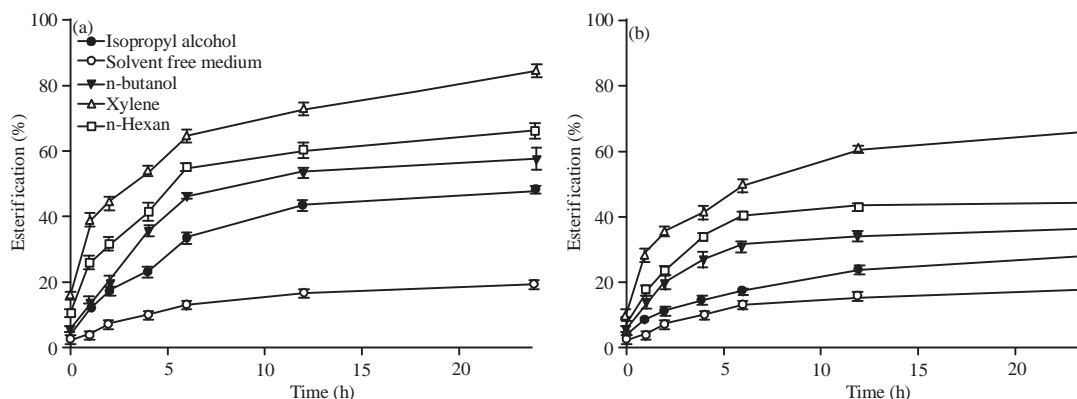 (a)
Isopropyl alcohol
Solvent free medium
n-butanol
Xylene
n-Hexan
Esterification (%)
100
80
60
40
20
0
0 5 10 15 20
Time (h)
(b)
Esterification (%)
100
80
60
40
20
0
0 5 10 15 20
Time (h)